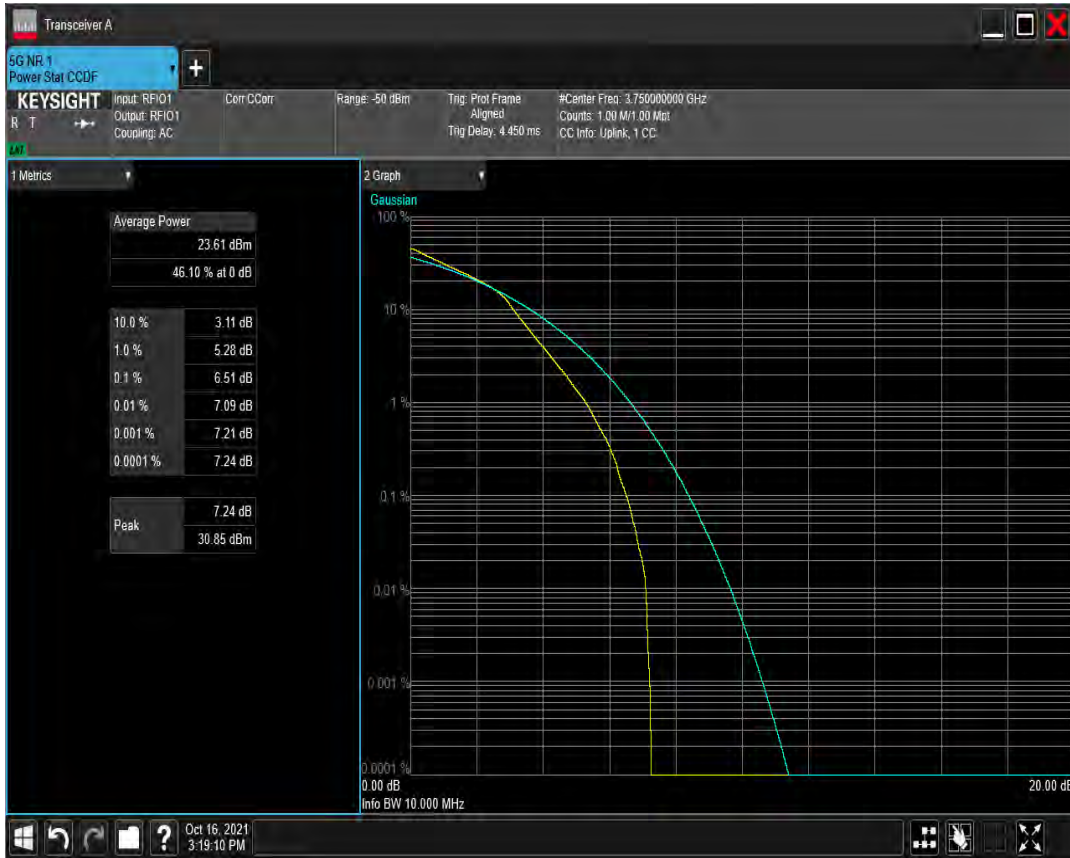 Transceiver A
5G NR 1
Power Stat CCDF
+
KEYSIGHT
R T
LXI
Input: RFIO1
Output: RFIO1
Coupling: AC
Corr CCorr
Range: -50 dBm
Trig: Prot Frame
Aligned
Trig Delay: 4.450 ms
#Center Freq: 3.750000000 GHz
Counts: 1.00 M/1.00 Mpt
CC Info: Uplink, 1 CC
1 Metrics
Average Power
23.61 dBm
46.10 % at 0 dB
10.0 % 3.11 dB
1.0 % 5.28 dB
0.1 % 6.51 dB
0.01 % 7.09 dB
0.001 % 7.21 dB
0.0001 % 7.24 dB
Peak 7.24 dB
30.85 dBm
2 Graph
Gaussian
100 %
10 %
1 %
0.1 %
0.01 %
0.001 %
0.0001 %
0.00 dB 20.00 dB
Info BW 10.000 MHz
?
Oct 16, 2021
3:19:10 PM